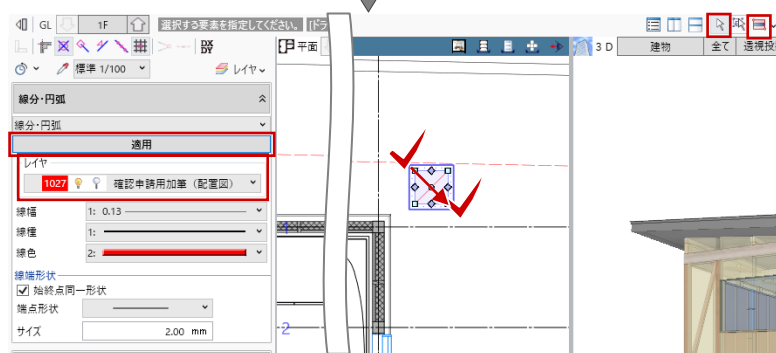 GL 1F 選択する要素を指定してください。 [ドラ
平面
3 D 建物 全て 透視投
標準 1/100 レイヤ
線分・円弧
線分・円弧
適用
レイヤ
1027 確認申請用加筆（配置図）
線幅 1: 0.13
線種 1:
線色 2:
線端形状
始終点同一形状
端点形状
サイズ 2.00 mm
1
2